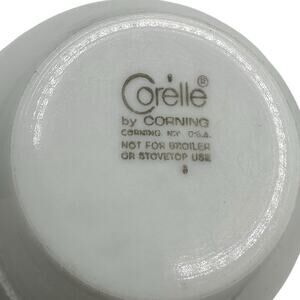 Corelle®
by CORNING
CORNING, N.Y. U.S.A.
NOT FOR BROILER
OR STOVETOP USE